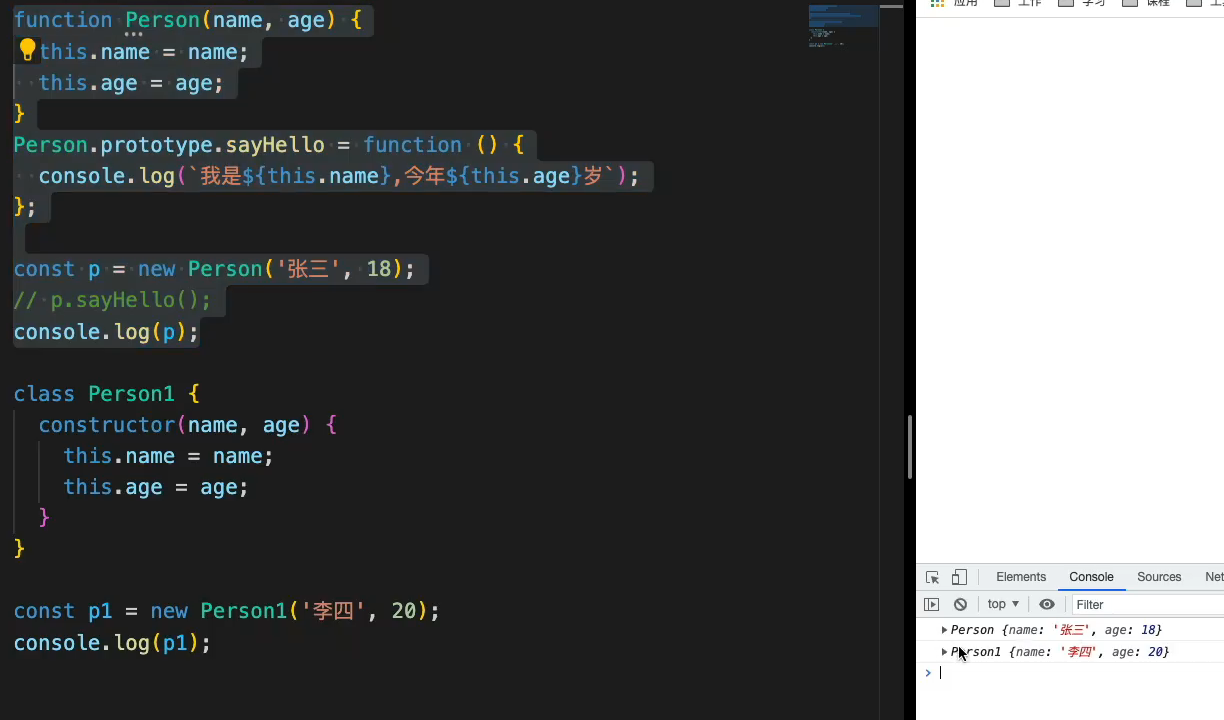 function Person(name, age) {
this.name = name;
this.age = age;
}
Person.prototype.sayHello = function () {
console.log(`我是${this.name},今年${this.age}岁`);
};
const p = new Person('张三', 18);
// p.sayHello();
console.log(p);
class Person1 {
constructor(name, age) {
this.name = name;
this.age = age;
}
}
const p1 = new Person1('李四', 20);
console.log(p1);
应用 工作 学习 课程
Elements Console Sources Net
top Filter
Person {name: '张三', age: 18}
Person1 {name: '李四', age: 20}